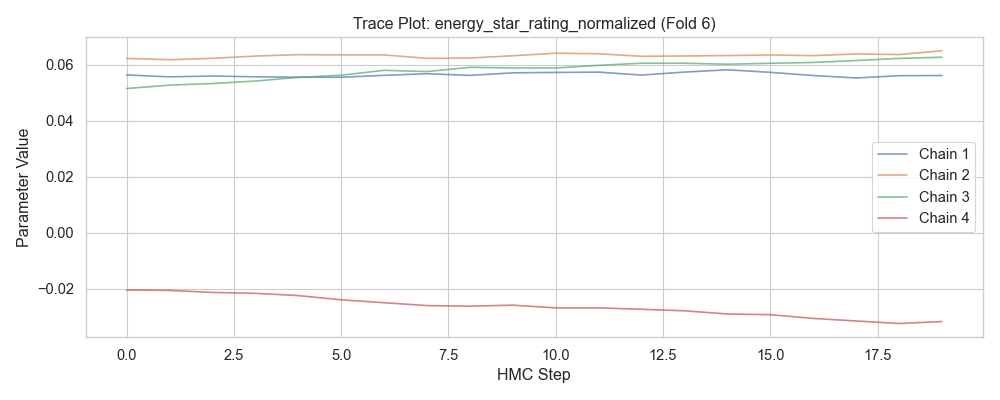 Trace Plot: energy_star_rating_normalized (Fold 6)
Parameter Value
0.06
0.04
0.02
0.00
−0.02
Chain 1
Chain 2
Chain 3
Chain 4
0.0 2.5 5.0 7.5 10.0 12.5 15.0 17.5
HMC Step